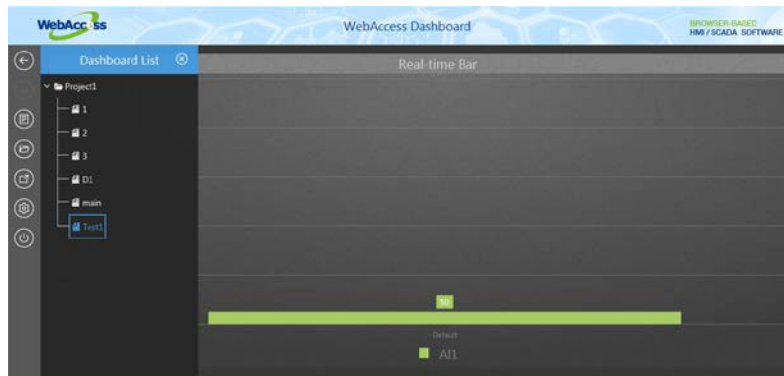 WebAccess
WebAccess Dashboard
BROWSER-BASED
HMI / SCADA SOFTWARE
Dashboard List
Real-time Bar
Project1
1
2
3
D1
main
Test1
50
Default
AI1